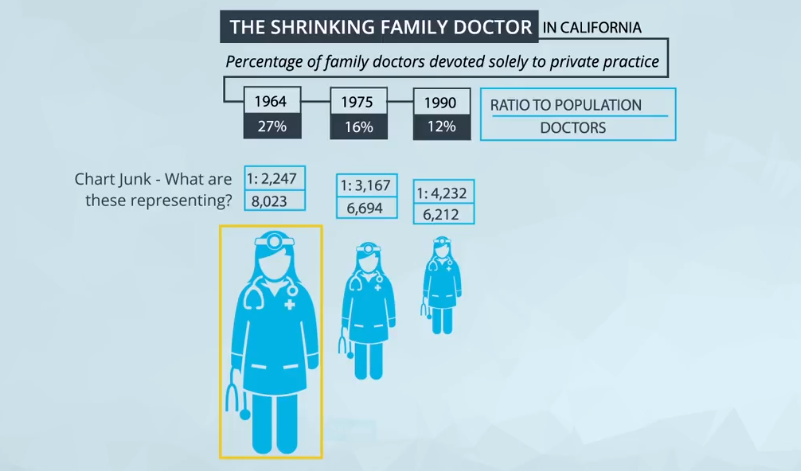 THE SHRINKING FAMILY DOCTOR IN CALIFORNIA
Percentage of family doctors devoted solely to private practice
1964 1975 1990
27% 16% 12%
RATIO TO POPULATION
DOCTORS
Chart Junk - What are
these representing?
1: 2,247
8,023
1: 3,167
6,694
1: 4,232
6,212